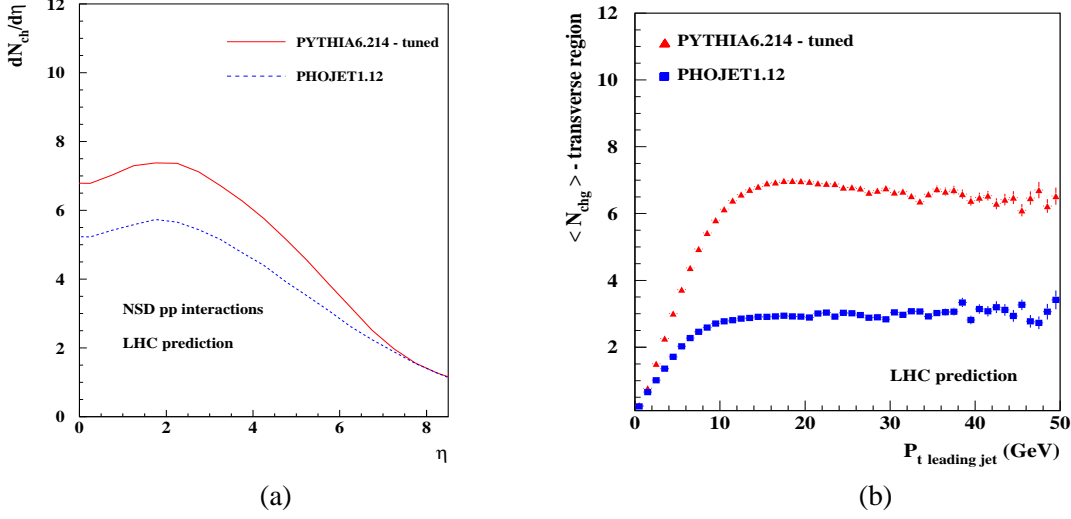 dN_ch/dη
12
10
8
6
4
2
0
0
2
4
6
8
η
PYTHIA6.214 - tuned
PHOJET1.12
NSD pp interactions
LHC prediction
(a)
< N_chg > - transverse region
12
10
8
6
4
2
0
10
20
30
40
50
P_t leading jet (GeV)
PYTHIA6.214 - tuned
PHOJET1.12
LHC prediction
(b)